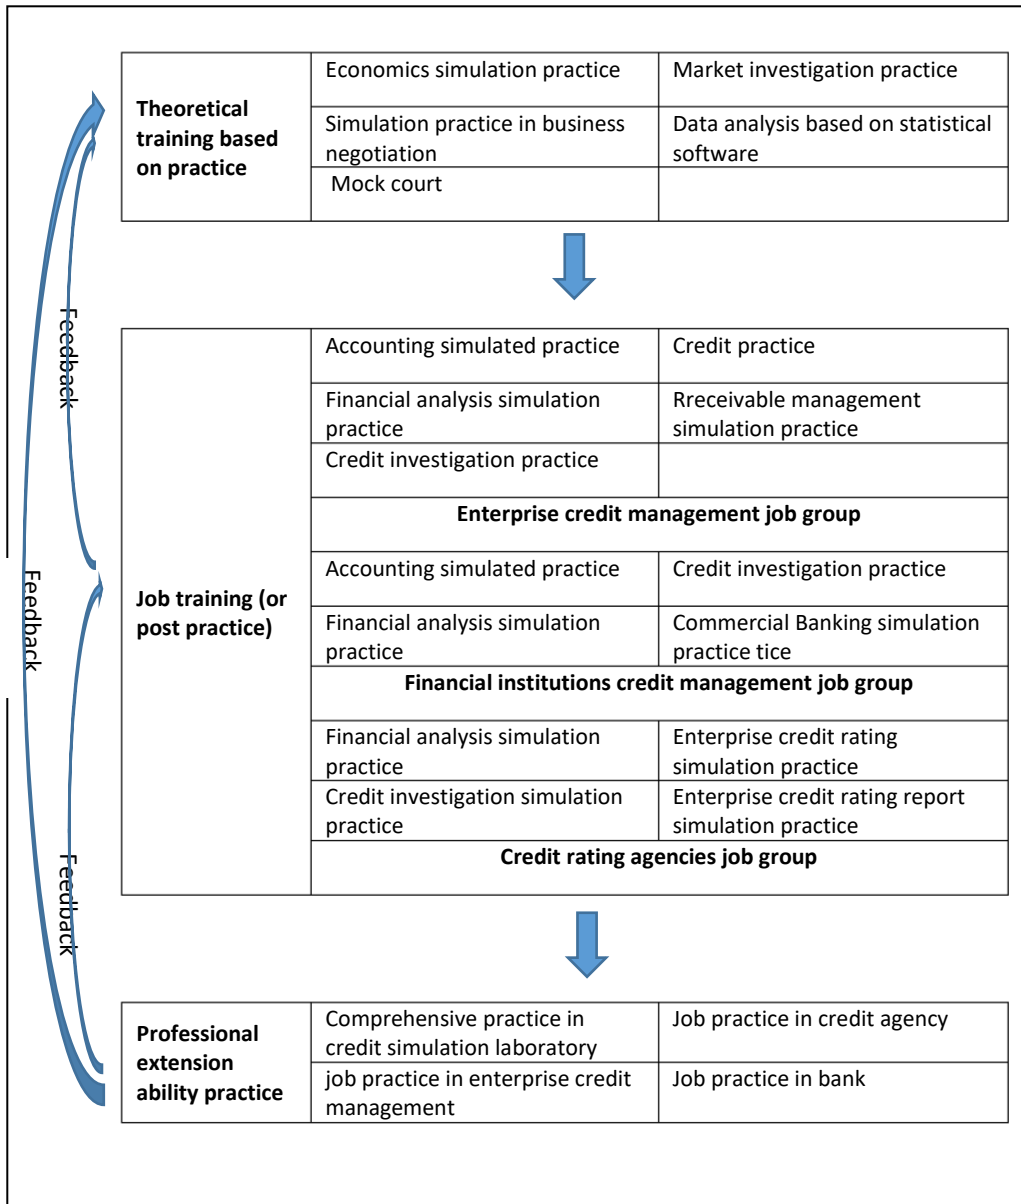 Economics simulation practice
Market investigation practice
Theoretical
training based
on practice
Simulation practice in business
negotiation
Data analysis based on statistical
software
Mock court
Feedback
Accounting simulated practice
Credit practice
Financial analysis simulation
practice
Rreceivable management
simulation practice
Credit investigation practice
Enterprise credit management job group
Feedback
Job training (or
post practice)
Accounting simulated practice
Credit investigation practice
Financial analysis simulation
practice
Commercial Banking simulation
practice tice
Financial institutions credit management job group
Financial analysis simulation
practice
Enterprise credit rating
simulation practice
Credit investigation simulation
practice
Enterprise credit rating report
simulation practice
Credit rating agencies job group
Feedback
Professional
extension
ability practice
Comprehensive practice in
credit simulation laboratory
Job practice in credit agency
job practice in enterprise credit
management
Job practice in bank